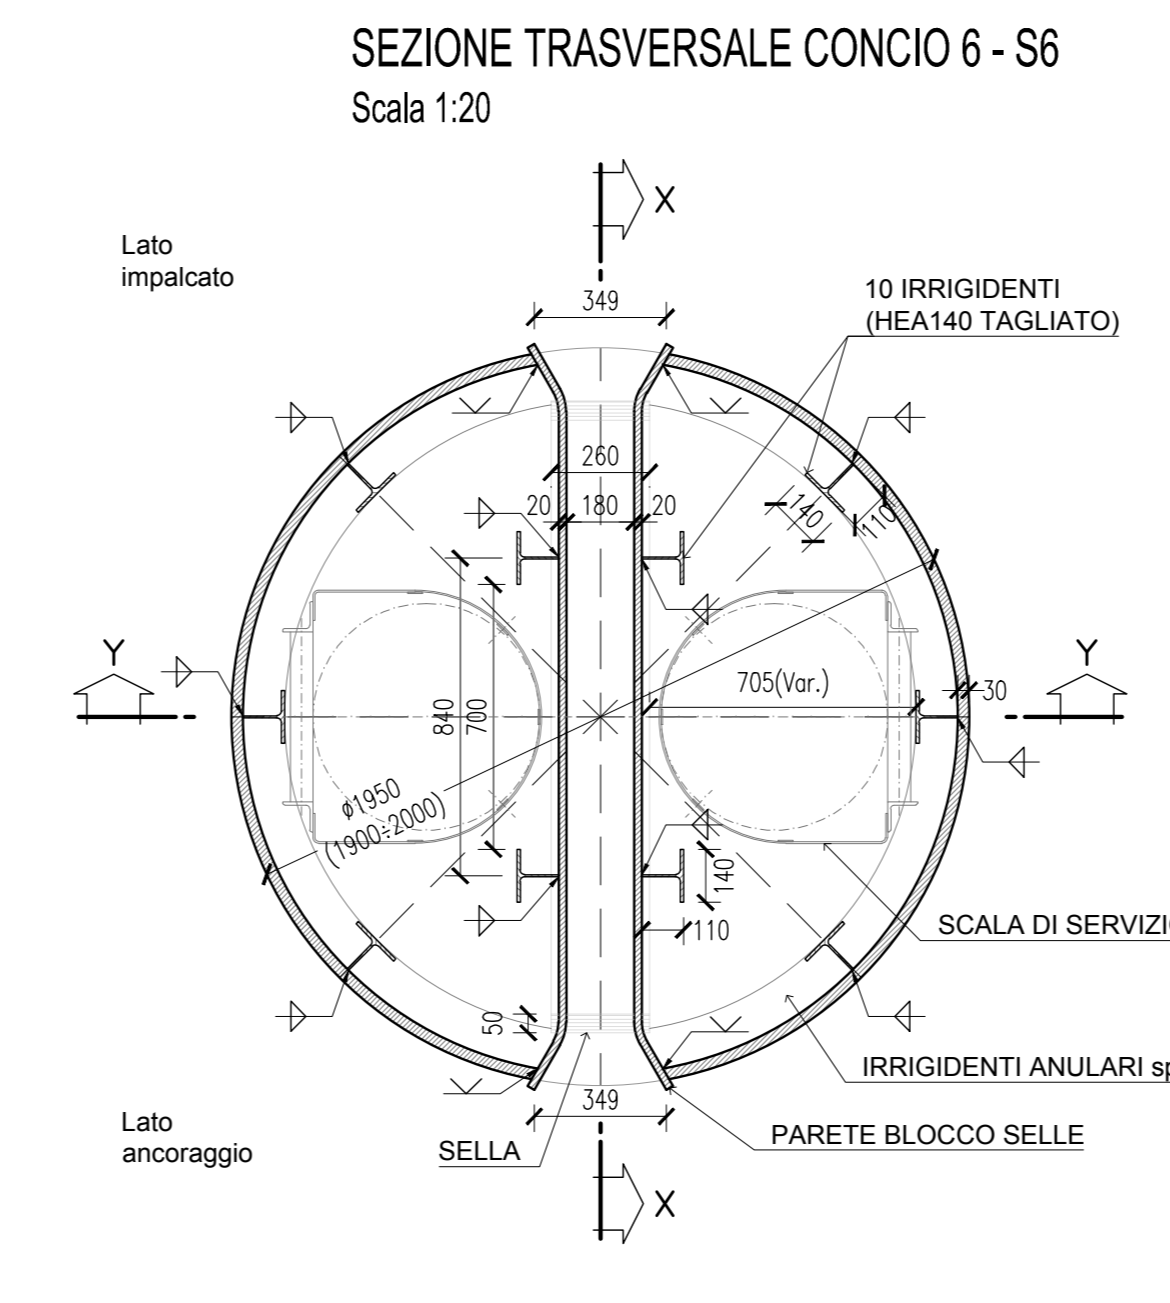 SEZIONE TRASVERSALE CONCIO 6 - S6
Scala 1:20
X
Lato
impalcato
10 IRRIGIDENTI
(HEA140 TAGLIATO)
349
260
20
180
20
140
110
Y
Y
705(Var.)
30
840
700
ø1950
(1900÷2000)
140
110
SCALA DI SERVIZI
50
IRRIGIDENTI ANULARI sp
349
Lato
ancoraggio
SELLA
PARETE BLOCCO SELLE
X